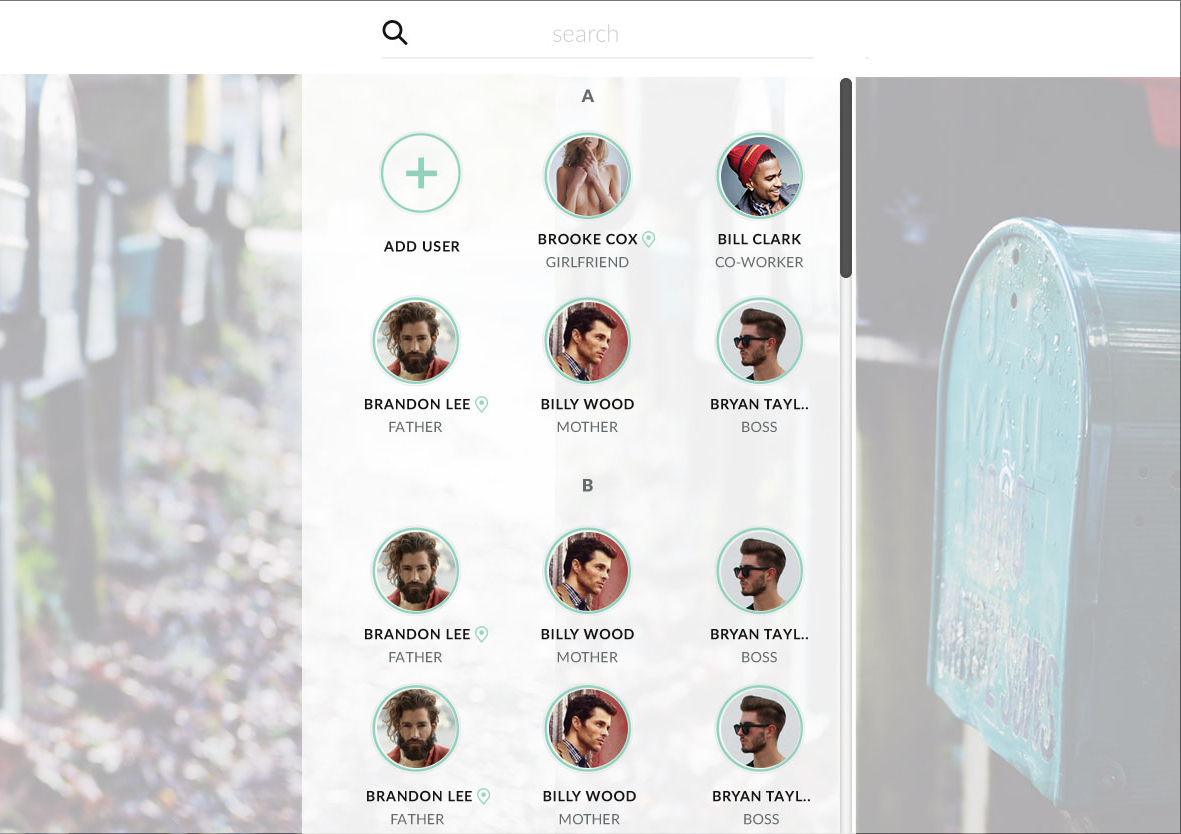 search
A
ADD USER
BROOKE COX
GIRLFRIEND
BILL CLARK
CO-WORKER
BRANDON LEE
FATHER
BILLY WOOD
MOTHER
BRYAN TAYL..
BOSS
B
BRANDON LEE
FATHER
BILLY WOOD
MOTHER
BRYAN TAYL..
BOSS
BRANDON LEE
FATHER
BILLY WOOD
MOTHER
BRYAN TAYL..
BOSS
U.S.
MAIL